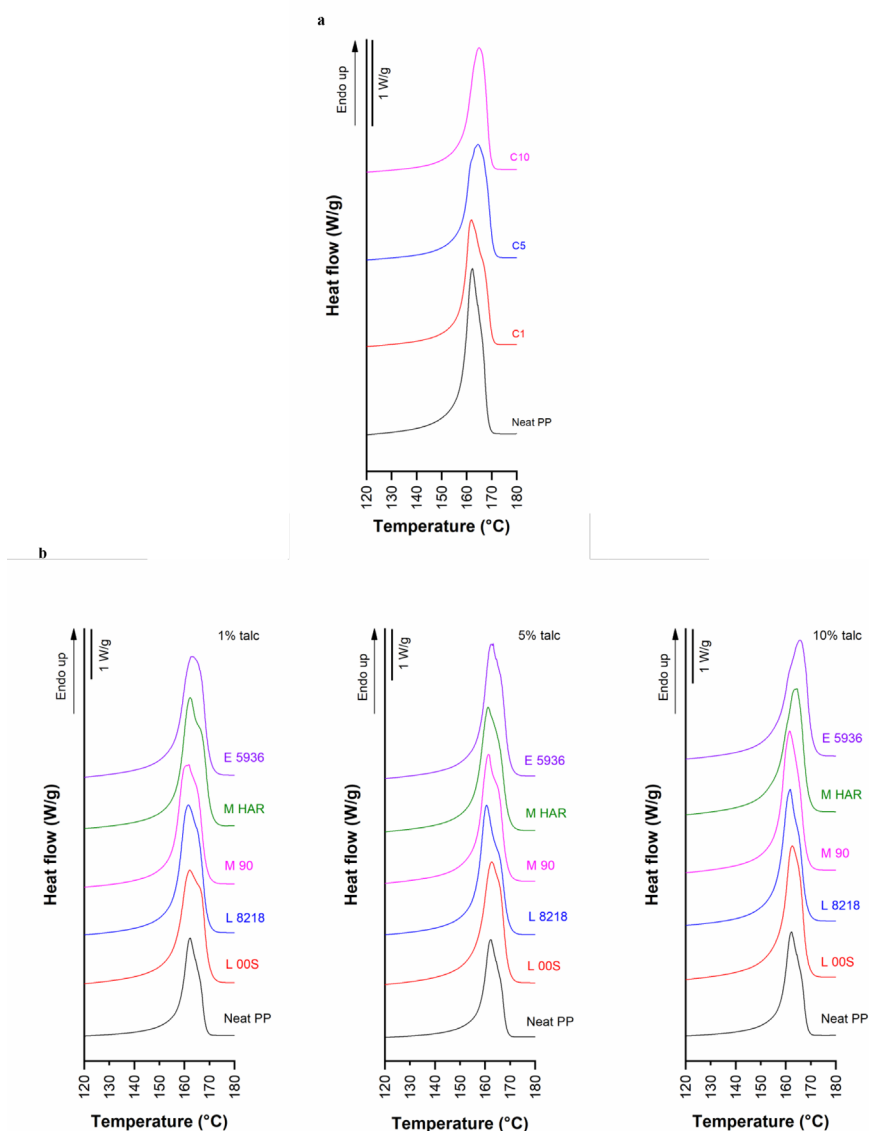 a
Endo up
1 W/g
C10
C5
C1
Neat PP
Heat flow (W/g)
120 130 140 150 160 170 180
Temperature (°C)
b
Endo up
1 W/g
1% talc
E 5936
M HAR
M 90
L 8218
L 00S
Neat PP
Heat flow (W/g)
120 130 140 150 160 170 180
Temperature (°C)
Endo up
1 W/g
5% talc
E 5936
M HAR
M 90
L 8218
L 00S
Neat PP
Heat flow (W/g)
120 130 140 150 160 170 180
Temperature (°C)
Endo up
1 W/g
10% talc
E 5936
M HAR
M 90
L 8218
L 00S
Neat PP
Heat flow (W/g)
120 130 140 150 160 170 180
Temperature (°C)